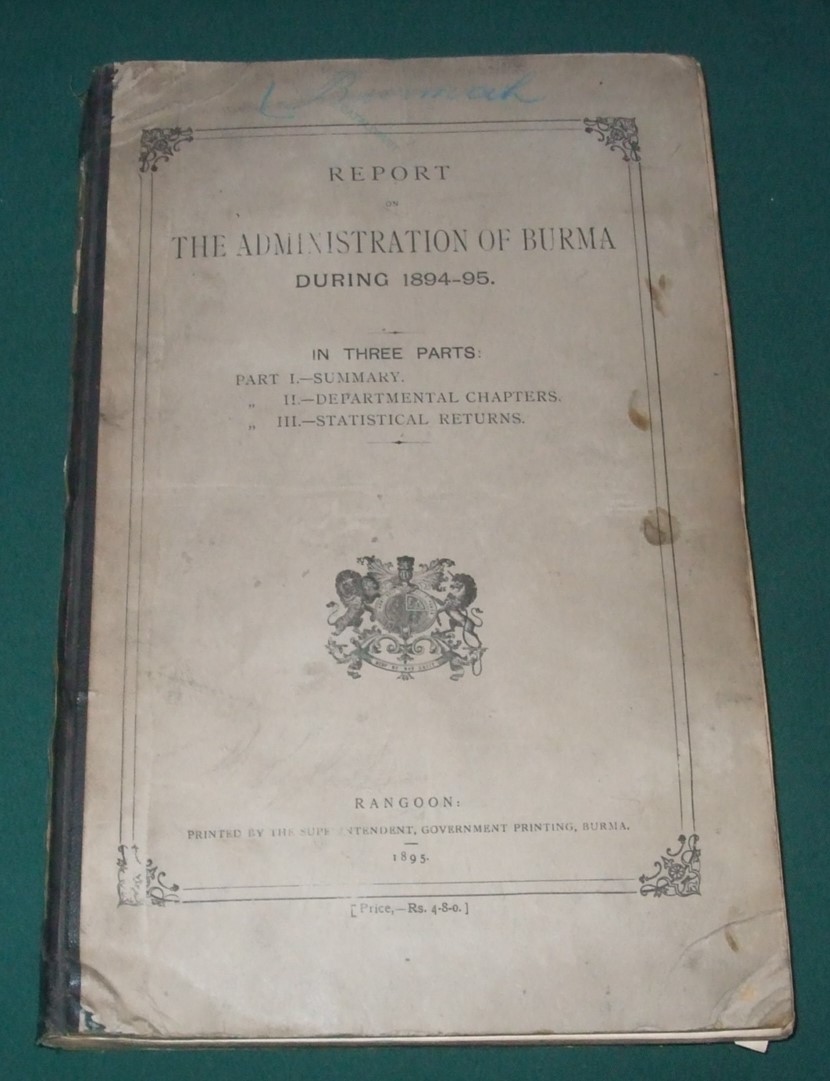 Burmah
REPORT
ON
THE ADMINISTRATION OF BURMA
DURING 1894-95.
IN THREE PARTS:
PART I.—SUMMARY.
„ II.—DEPARTMENTAL CHAPTERS.
„ III.—STATISTICAL RETURNS.
RANGOON:
PRINTED BY THE SUPERINTENDENT, GOVERNMENT PRINTING, BURMA.
1895.
[Price,—Rs. 4-8-0.]